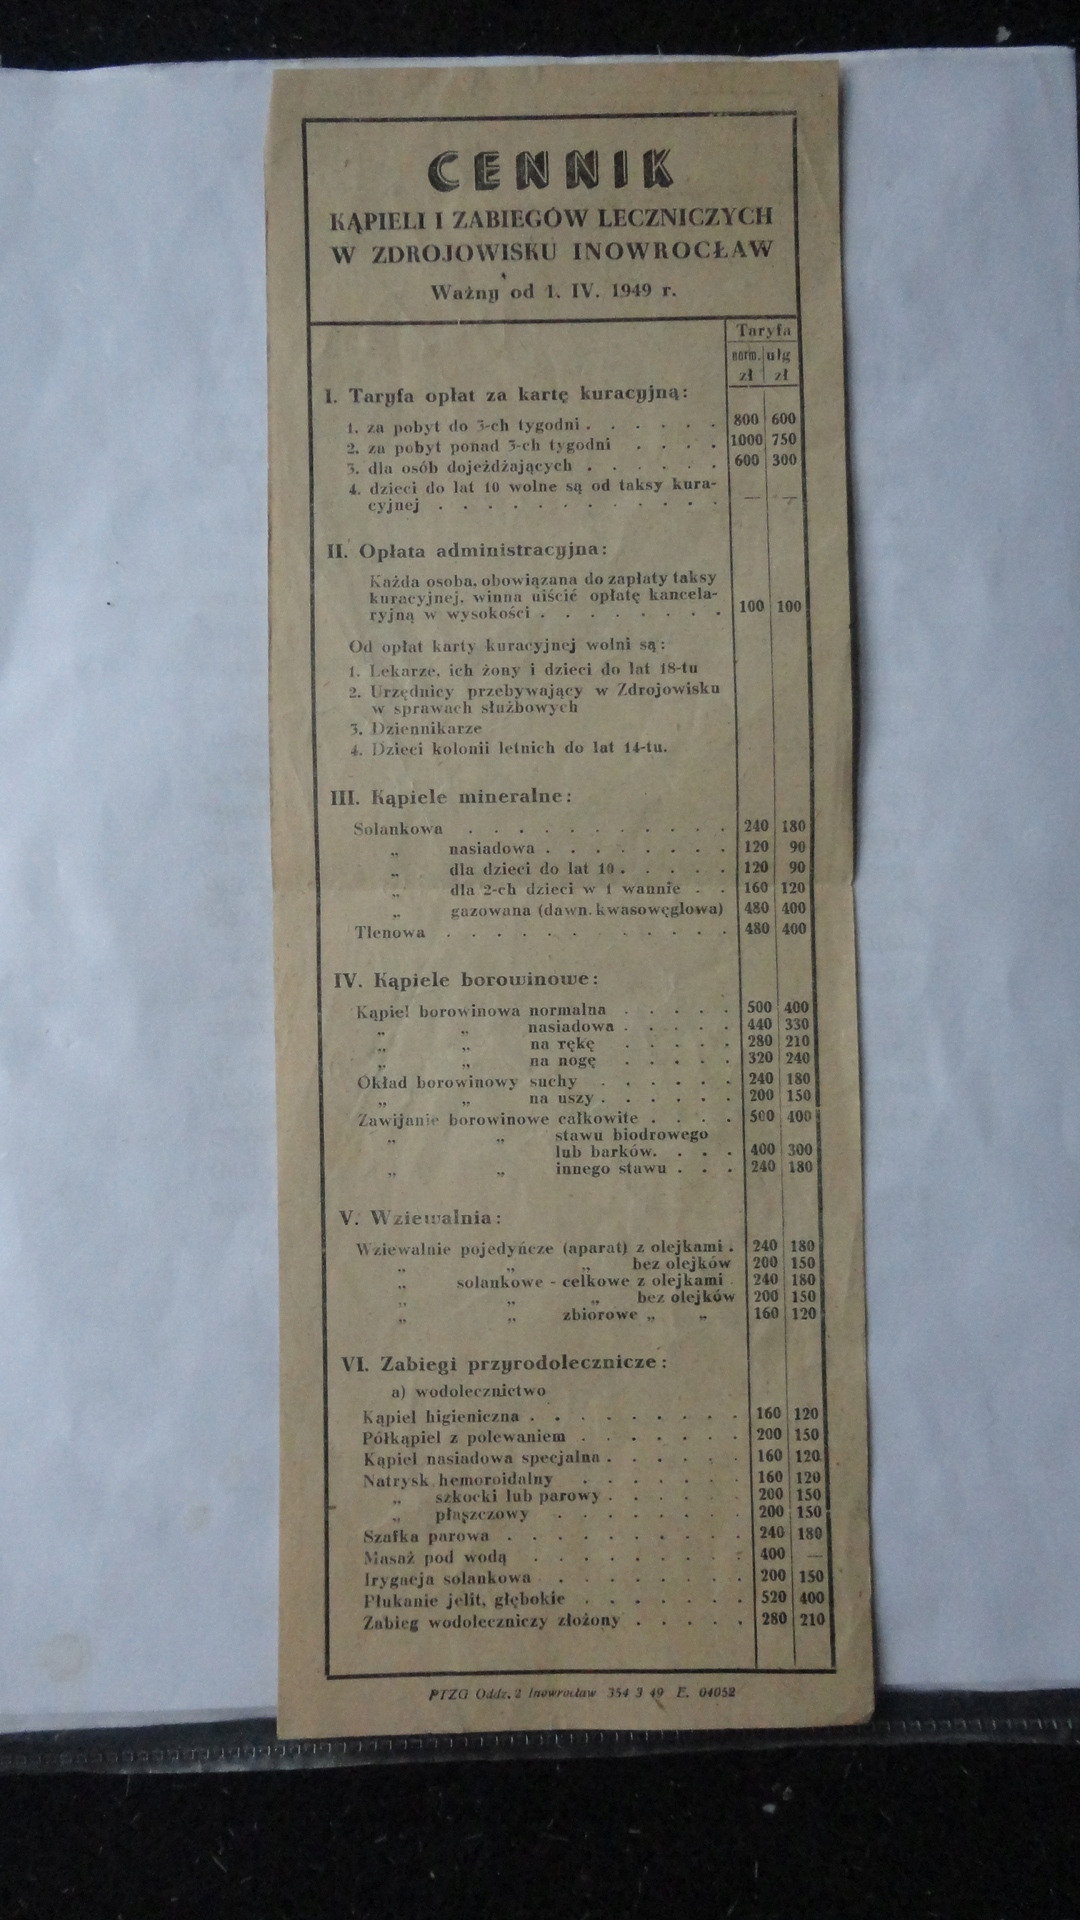 CENNIK
KĄPIELI I ZABIEGÓW LECZNICZYCH
W ZDROJOWISKU INOWROCŁAW
Ważny od 1. IV. 1949 r.
Taryfa
norm. ulg
zł zł
I. Taryfa opłat za kartę kuracyjną:
1. za pobyt do 3-ch tygodni . . . . . . 800 600
2. za pobyt ponad 3-ch tygodni . . . . 1000 750
3. dla osób dojeżdżających . . . . . . 600 300
4. dzieci do lat 10 wolne są od taksy kura-
cyjnej . . . . . . . . . . . . — —
II. Opłata administracyjna:
Każda osoba, obowiązana do zapłaty taksy
kuracyjnej, winna uiścić opłatę kancela-
ryjną w wysokości . . . . . . . . 100 100
Od opłat karty kuracyjnej wolni są:
1. Lekarze, ich żony i dzieci do lat 18-tu
2. Urzędnicy przebywający w Zdrojowisku
w sprawach służbowych
3. Dziennikarze
4. Dzieci kolonii letnich do lat 14-tu.
III. Kąpiele mineralne:
Solankowa . . . . . . . . . . . 240 180
„ nasiadowa . . . . . . . . 120 90
„ dla dzieci do lat 10 . . . . . 120 90
„ dla 2-ch dzieci w 1 wannie . . 160 120
„ gazowana (dawn. kwasowęglowa) 480 400
Tlenowa . . . . . . . . . . . 480 400
IV. Kąpiele borowinowe:
Kąpiel borowinowa normalna . . . . . 500 400
„ „ nasiadowa . . . . . 440 330
„ „ na rękę . . . . . 280 210
„ „ na nogę . . . . . 320 240
Okład borowinowy suchy . . . . . . 240 180
„ „ na uszy . . . . . . 200 150
Zawijanie borowinowe całkowite . . . . 500 400
„ „ stawu biodrowego
lub barków. . . . 400 300
„ „ innego stawu . . . 240 180
V. Wziewalnia:
Wziewalnie pojedyńcze (aparat) z olejkami . 240 180
„ „ „ bez olejków 200 150
„ solankowe - celkowe z olejkami . 240 180
„ „ „ bez olejków 200 150
„ „ zbiorowe „ „ 160 120
VI. Zabiegi przyrodolecznicze:
a) wodolecznictwo
Kąpiel higieniczna . . . . . . . . . 160 120
Półkąpiel z polewaniem . . . . . . . 200 150
Kąpiel nasiadowa specjalna . . . . . . 160 120
Natrysk hemoroidalny . . . . . . . 160 120
„ szkocki lub parowy . . . . . . 200 150
„ płaszczowy . . . . . . . . 200 150
Szafka parowa . . . . . . . . . . 240 180
Masaż pod wodą . . . . . . . . . 400 —
Irygacja solankowa . . . . . . . . 200 150
Płukanie jelit, głębokie . . . . . . . 520 400
Zabieg wodoleczniczy złożony . . . . . 280 210
PTZG Oddz. 2 Inowrocław 354 3 49 E. 04052